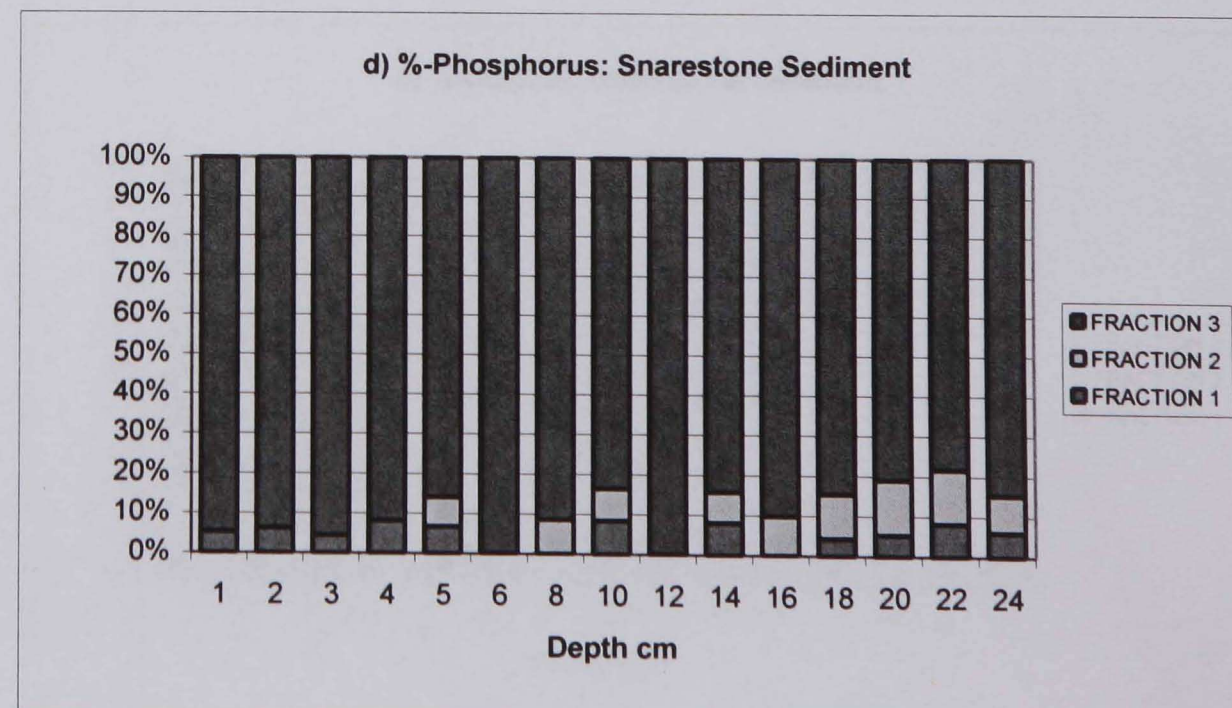 d) %-Phosphorus: Snarestone Sediment
100%
90%
80%
70%
60%
50%
40%
30%
20%
10%
0%
1 2 3 4 5 6 8 10 12 14 16 18 20 22 24
Depth cm
FRACTION 3
FRACTION 2
FRACTION 1